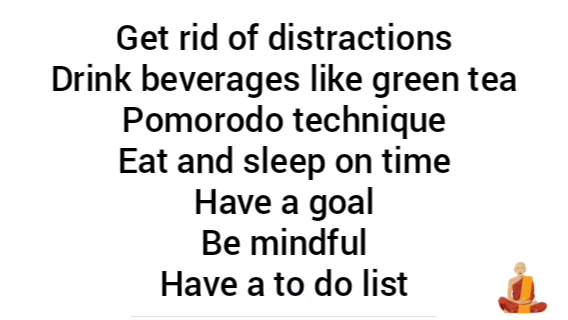 Get rid of distractions
Drink beverages like green tea
Pomorodo technique
Eat and sleep on time
Have a goal
Be mindful
Have a to do list